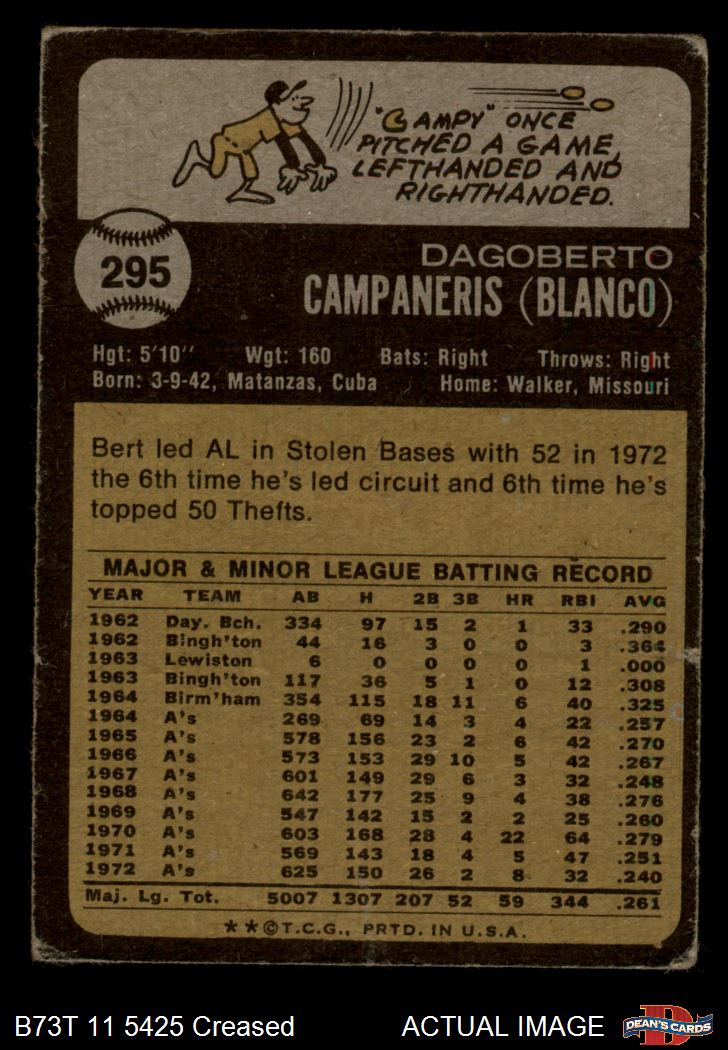 "CAMPY" ONCE
PITCHED A GAME,
LEFTHANDED AND
RIGHTHANDED.
295
DAGOBERTO
CAMPANERIS (BLANCO)
Hgt: 5'10" Wgt: 160 Bats: Right Throws: Right
Born: 3-9-42, Matanzas, Cuba Home: Walker, Missouri
Bert led AL in Stolen Bases with 52 in 1972
the 6th time he's led circuit and 6th time he's
topped 50 Thefts.
MAJOR & MINOR LEAGUE BATTING RECORD
YEAR TEAM AB H 2B 3B HR RBI AVG
1962 Day. Bch. 334 97 15 2 1 33 .290
1962 Bingh'ton 44 16 3 0 0 3 .364
1963 Lewiston 6 0 0 0 0 1 .000
1963 Bingh'ton 117 36 5 1 0 12 .308
1964 Birm'ham 354 115 18 11 6 40 .325
1964 A's 269 69 14 3 4 22 .257
1965 A's 578 156 23 2 6 42 .270
1966 A's 573 153 29 10 5 42 .267
1967 A's 601 149 29 6 3 32 .248
1968 A's 642 177 25 9 4 38 .276
1969 A's 547 142 15 2 2 25 .260
1970 A's 603 168 28 4 22 64 .279
1971 A's 569 143 18 4 5 47 .251
1972 A's 625 150 26 2 8 32 .240
Maj. Lg. Tot. 5007 1307 207 52 59 344 .261
**©T.C.G., PRTD. IN U.S.A.
B73T 11 5425 Creased ACTUAL IMAGE
D
DEAN'S CARDS